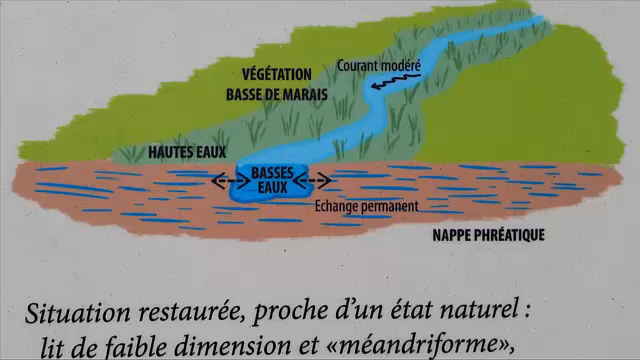 Courant modéré
VÉGÉTATION
BASSE DE MARAIS
HAUTES EAUX
BASSES
EAUX
Echange permanent
NAPPE PHRÉATIQUE
Situation restaurée, proche d’un état naturel :
lit de faible dimension et «méandriforme»,